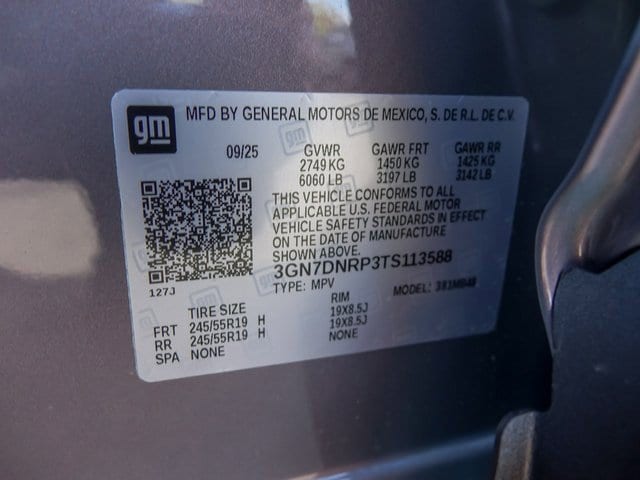 gm
MFD BY GENERAL MOTORS DE MEXICO, S. DE R.L. DE C.V.
09/25 GVWR GAWR FRT GAWR RR
2749 KG 1450 KG 1425 KG
6060 LB 3197 LB 3142 LB
THIS VEHICLE CONFORMS TO ALL
APPLICABLE U.S. FEDERAL MOTOR
VEHICLE SAFETY STANDARDS IN EFFECT
ON THE DATE OF MANUFACTURE
SHOWN ABOVE.
3GN7DNRP3TS113588
127J TYPE: MPV MODEL:
TIRE SIZE RIM
FRT 245/55R19 H 19X8.5J
RR 245/55R19 H 19X8.5J
SPA NONE NONE